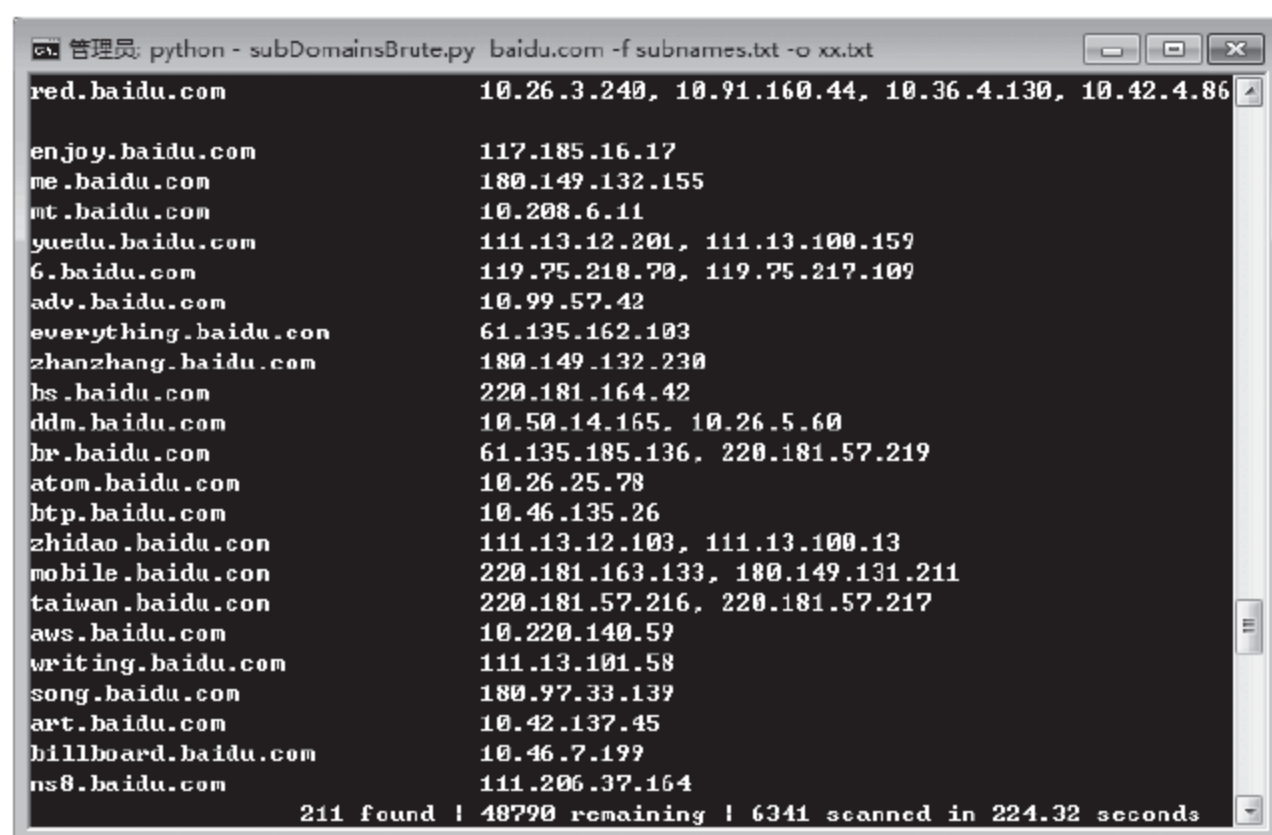 管理员: python - subDomainsBrute.py baidu.com -f subnames.txt -o xx.txt
red.baidu.com 10.26.3.240, 10.91.160.44, 10.36.4.130, 10.42.4.86
enjoy.baidu.com 117.185.16.17
me.baidu.com 180.149.132.155
mt.baidu.com 10.208.6.11
yuedu.baidu.com 111.13.12.201, 111.13.100.159
6.baidu.com 119.75.218.70, 119.75.217.109
adv.baidu.com 10.99.57.42
everything.baidu.com 61.135.162.103
zhanzhang.baidu.com 180.149.132.230
bs.baidu.com 220.181.164.42
ddm.baidu.com 10.50.14.165, 10.26.5.60
br.baidu.com 61.135.185.136, 220.181.57.219
atom.baidu.com 10.26.25.78
btp.baidu.com 10.46.135.26
zhidao.baidu.com 111.13.12.103, 111.13.100.13
mobile.baidu.com 220.181.163.133, 180.149.131.211
taiwan.baidu.com 220.181.57.216, 220.181.57.217
aws.baidu.com 10.220.140.59
writing.baidu.com 111.13.101.58
song.baidu.com 180.97.33.139
art.baidu.com 10.42.137.45
billboard.baidu.com 10.46.7.199
ns8.baidu.com 111.206.37.164
211 found | 48790 remaining | 6341 scanned in 224.32 seconds